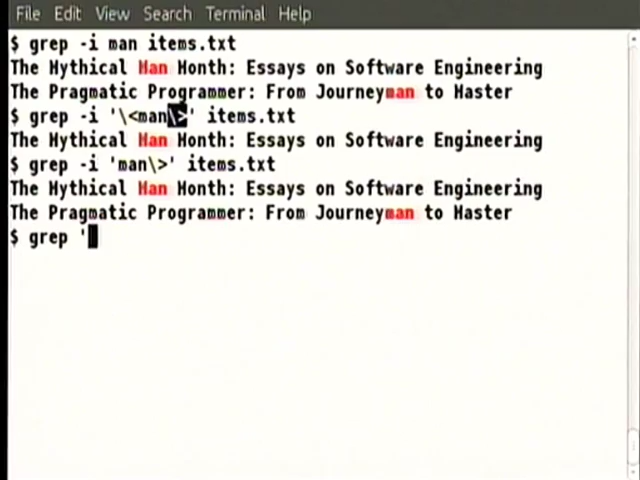 File Edit View Search Terminal Help
$ grep -i man items.txt
The Mythical Man Month: Essays on Software Engineering
The Pragmatic Programmer: From Journeyman to Master
$ grep -i '\<man\>' items.txt
The Mythical Man Month: Essays on Software Engineering
$ grep -i 'man\>' items.txt
The Mythical Man Month: Essays on Software Engineering
The Pragmatic Programmer: From Journeyman to Master
$ grep '